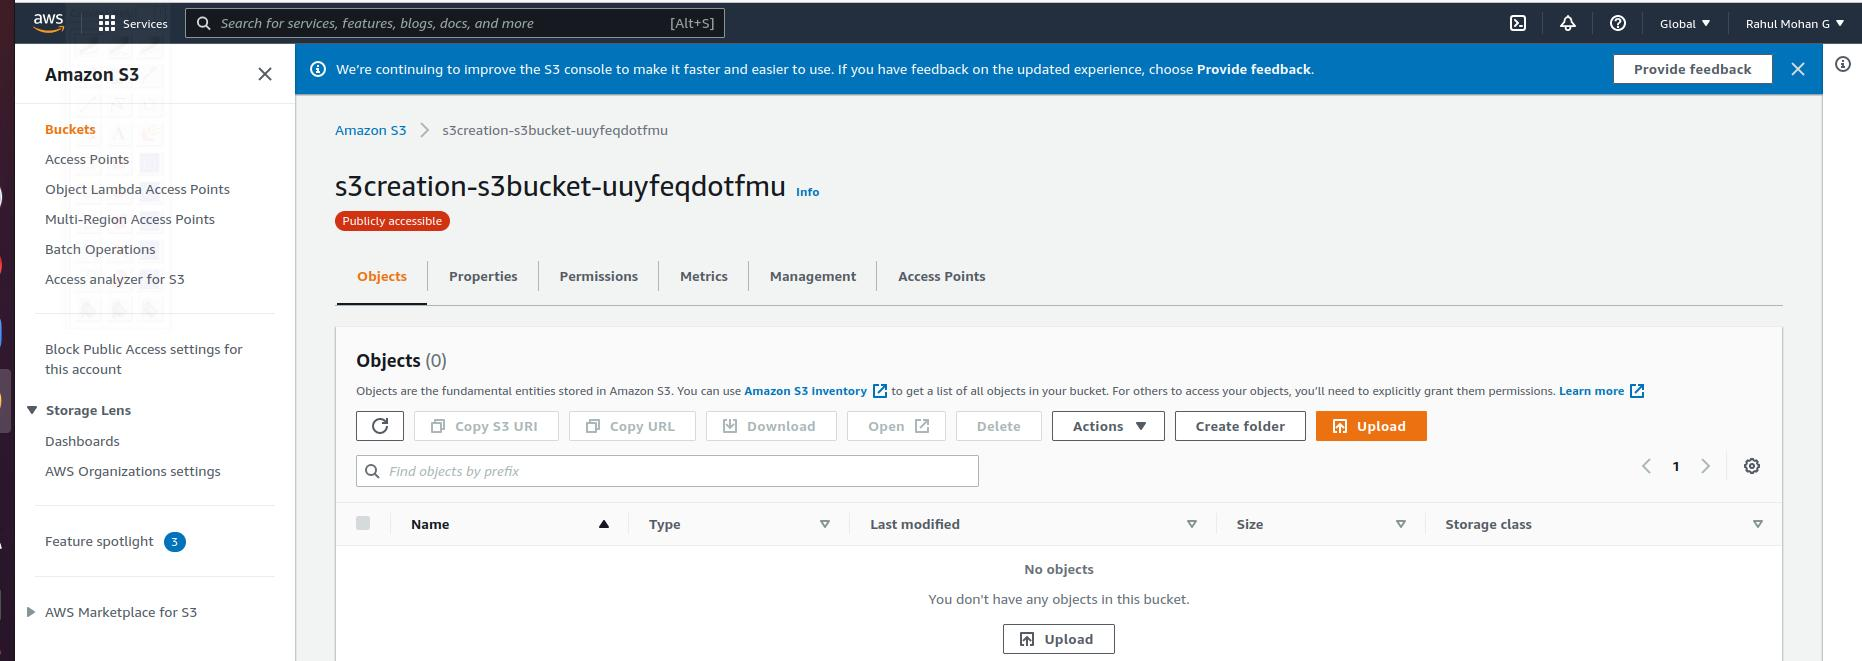 aws Services Search for services, features, blogs, docs, and more [Alt+S] Global Rahul Mohan G
Amazon S3
We're continuing to improve the S3 console to make it faster and easier to use. If you have feedback on the updated experience, choose Provide feedback. Provide feedback
Buckets
Access Points
Object Lambda Access Points
Multi-Region Access Points
Batch Operations
Access analyzer for S3
Block Public Access settings for
this account
Storage Lens
Dashboards
AWS Organizations settings
Feature spotlight 3
AWS Marketplace for S3
Amazon S3 s3creation-s3bucket-uuyfeqdotfmu
s3creation-s3bucket-uuyfeqdotfmu Info
Publicly accessible
Objects Properties Permissions Metrics Management Access Points
Objects (0)
Objects are the fundamental entities stored in Amazon S3. You can use Amazon S3 inventory to get a list of all objects in your bucket. For others to access your objects, you'll need to explicitly grant them permissions. Learn more
Copy S3 URI Copy URL Download Open Delete Actions Create folder Upload
Find objects by prefix 1
Name Type Last modified Size Storage class
No objects
You don't have any objects in this bucket.
Upload